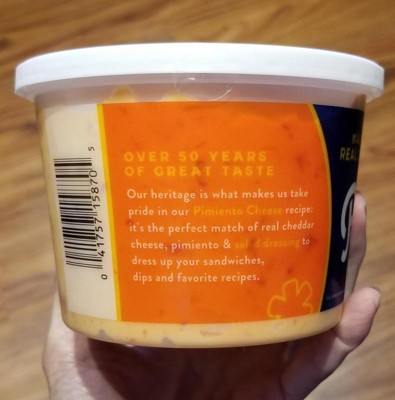 OVER 50 YEARS
OF GREAT TASTE
Our heritage is what makes us take
pride in our Pimiento Cheese recipe:
it's the perfect match of real cheddar
cheese, pimiento & salad dressing to
dress up your sandwiches,
dips and favorite recipes.
0 41757 15870 5
REAL